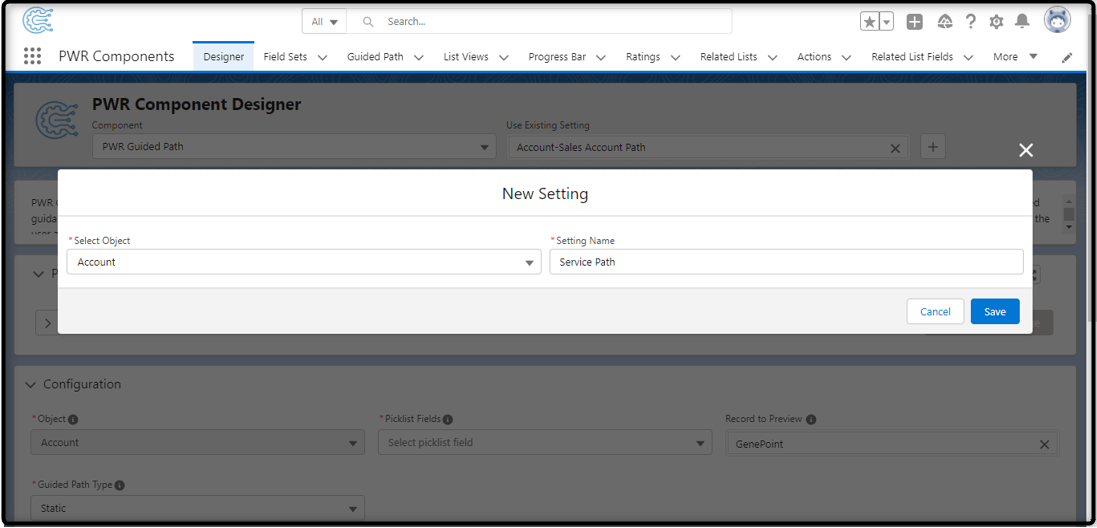 All
Search...
PWR Components
Designer
Field Sets
Guided Path
List Views
Progress Bar
Ratings
Related Lists
Actions
Related List Fields
More
PWR Component Designer
Component
Use Existing Setting
PWR Guided Path
Account-Sales Account Path
New Setting
PWR
guida
the
*Select Object
*Setting Name
Account
Service Path
P
Cancel
Save
Configuration
*Object
*Picklist Fields
Record to Preview
Account
Select picklist field
GenePoint
*Guided Path Type
Static